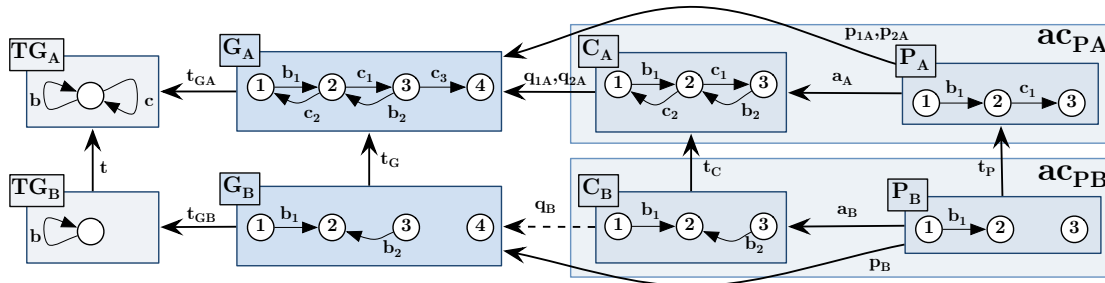 TG_A
b
c
t_GA
G_A
1 b_1 2 c_1 3 c_3 4
c_2 b_2
q_1A,q_2A
p_1A,p_2A
ac_PA
C_A
1 b_1 2 c_1 3
c_2 b_2
a_A
P_A
1 b_1 2 c_1 3
t
t_G
t_C
t_P
TG_B
b
t_GB
G_B
1 b_1 2 3 4
b_2
q_B
p_B
ac_PB
C_B
1 b_1 2 3
b_2
a_B
P_B
1 b_1 2 3